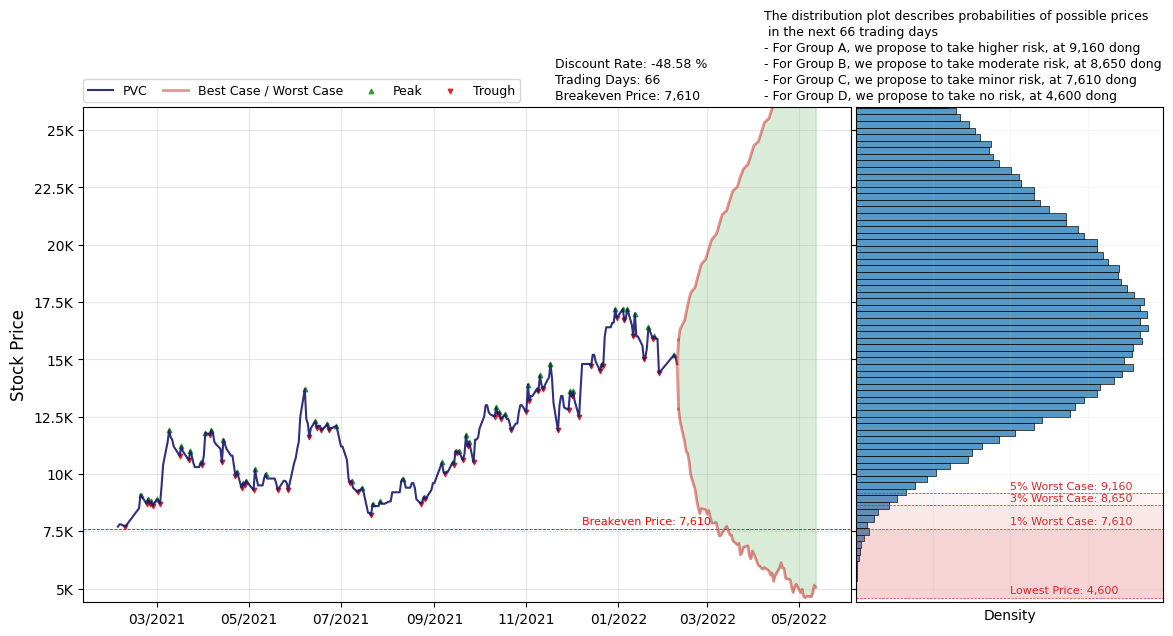 The distribution plot describes probabilities of possible prices
in the next 66 trading days
- For Group A, we propose to take higher risk, at 9,160 dong
- For Group B, we propose to take moderate risk, at 8,650 dong
- For Group C, we propose to take minor risk, at 7,610 dong
- For Group D, we propose to take no risk, at 4,600 dong
Discount Rate: -48.58 %
Trading Days: 66
Breakeven Price: 7,610
PVC Best Case / Worst Case Peak Trough
Stock Price
25K
22.5K
20K
17.5K
15K
12.5K
10K
7.5K
5K
Breakeven Price: 7,610
5% Worst Case: 9,160
3% Worst Case: 8,650
1% Worst Case: 7,610
Lowest Price: 4,600
03/2021 05/2021 07/2021 09/2021 11/2021 01/2022 03/2022 05/2022
Density